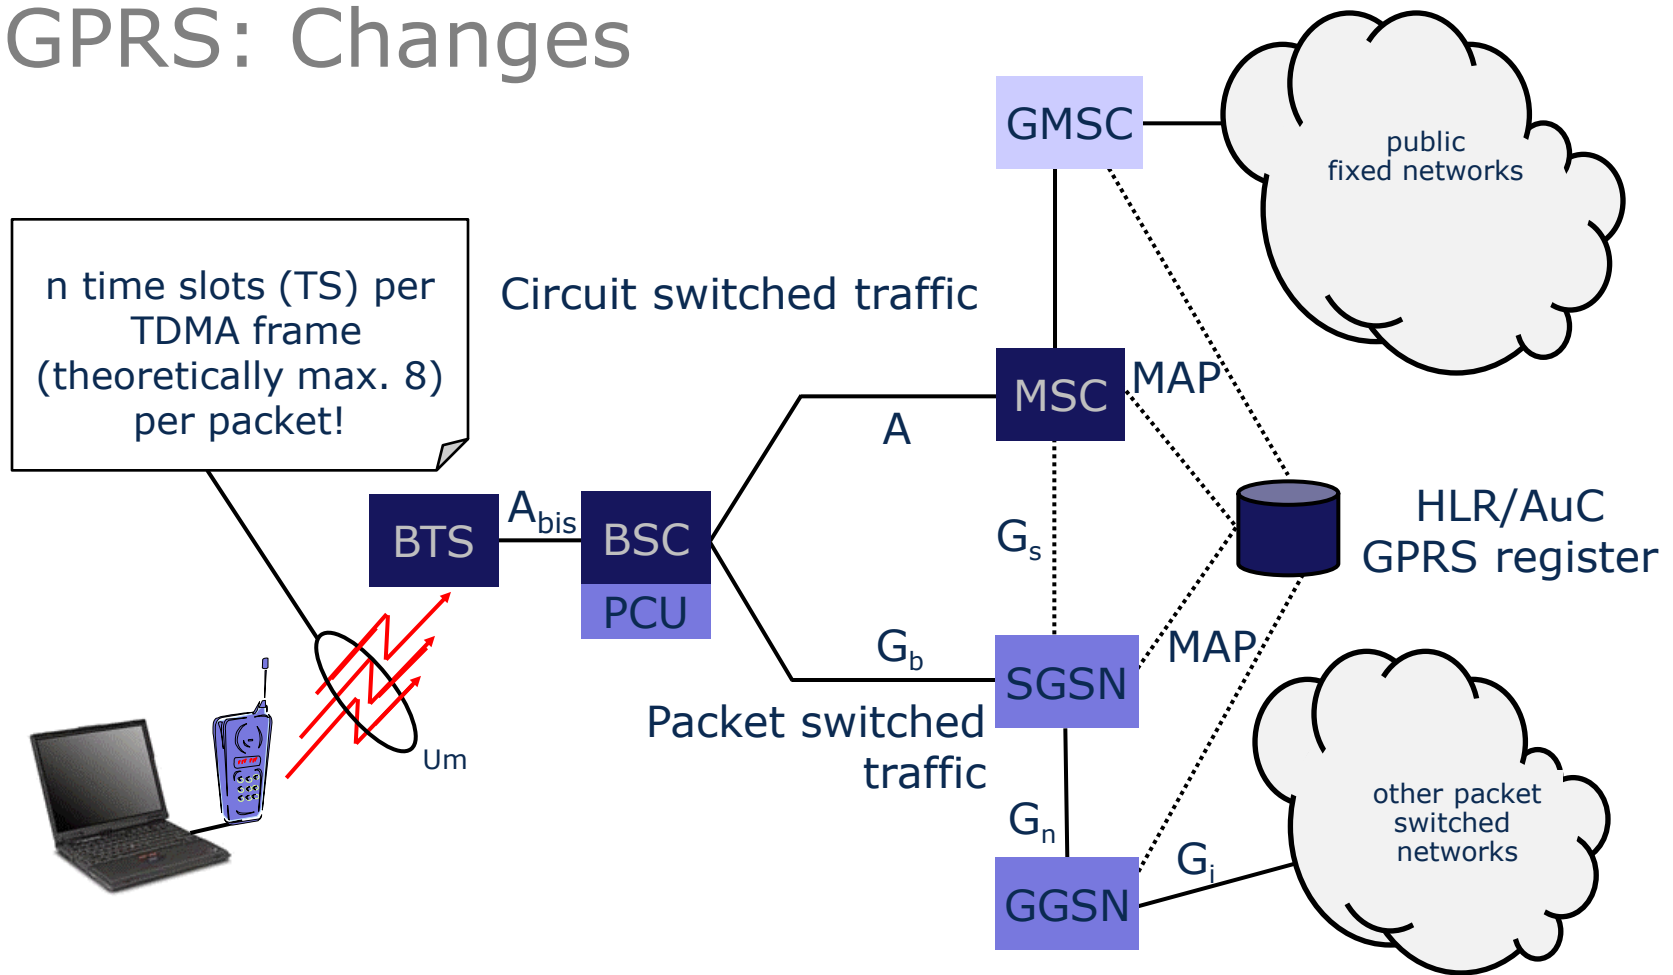 GPRS: Changes
GMSC
public
fixed networks
n time slots (TS) per
TDMA frame
(theoretically max. 8)
per packet!
Circuit switched traffic
MSC
MAP
A
BTS
Abis
BSC
PCU
Gs
HLR/AuC
GPRS register
Gb
SGSN
MAP
Packet switched
traffic
Um
Gn
GGSN
Gi
other packet
switched
networks